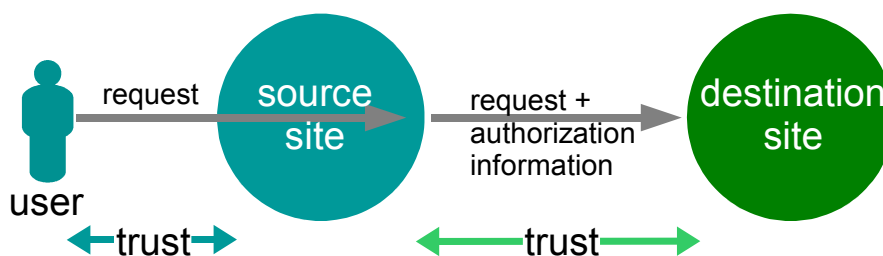 request
source
site
request +
authorization
information
destination
site
user
trust
trust